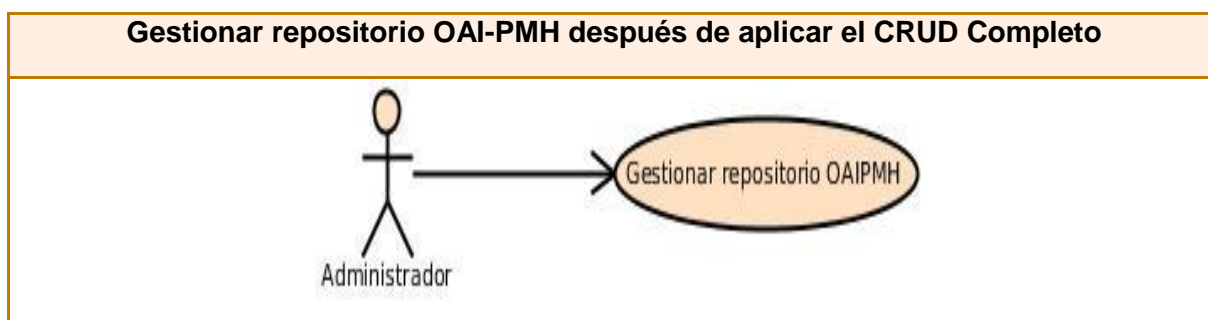 Gestionar repositorio OAI-PMH después de aplicar el CRUD Completo
Gestionar repositorio OAIPMH
Administrador